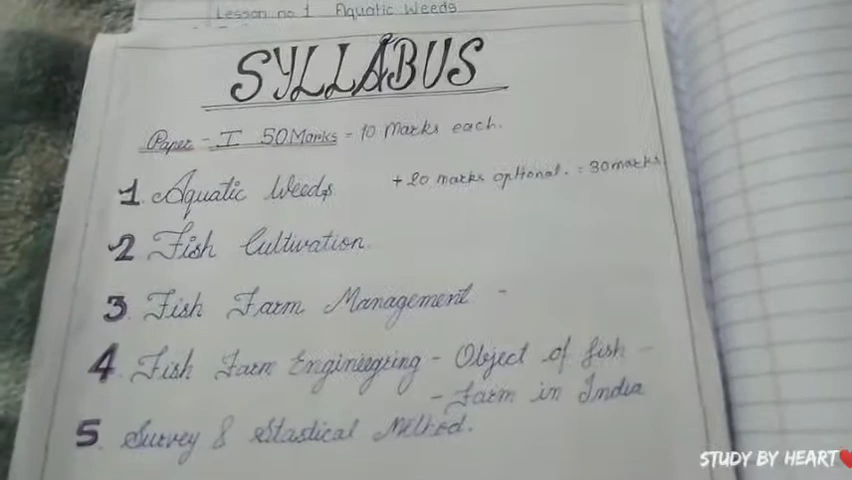 Lesson no 1 Aquatic Weeds
SYLLABUS
Paper - I 50 Marks = 10 Marks each.
1. Aquatic Weeds + 20 marks optional. = 30 marks
2 Fish Cultivation
3. Fish Farm Management -
4. Fish Farm Engineegring - Object of fish -
- Farm in India
5. Survey & Stastical Method.
STUDY BY HEART❤